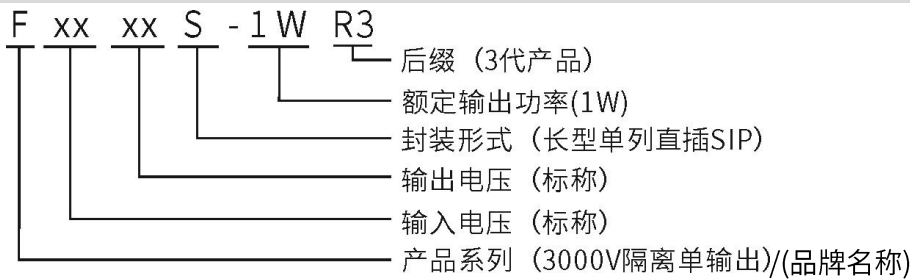 F xx xx S - 1W R3
后缀（3代产品）
额定输出功率(1W)
封装形式（长型单列直插SIP）
输出电压（标称）
输入电压（标称）
产品系列（3000V隔离单输出)/(品牌名称)